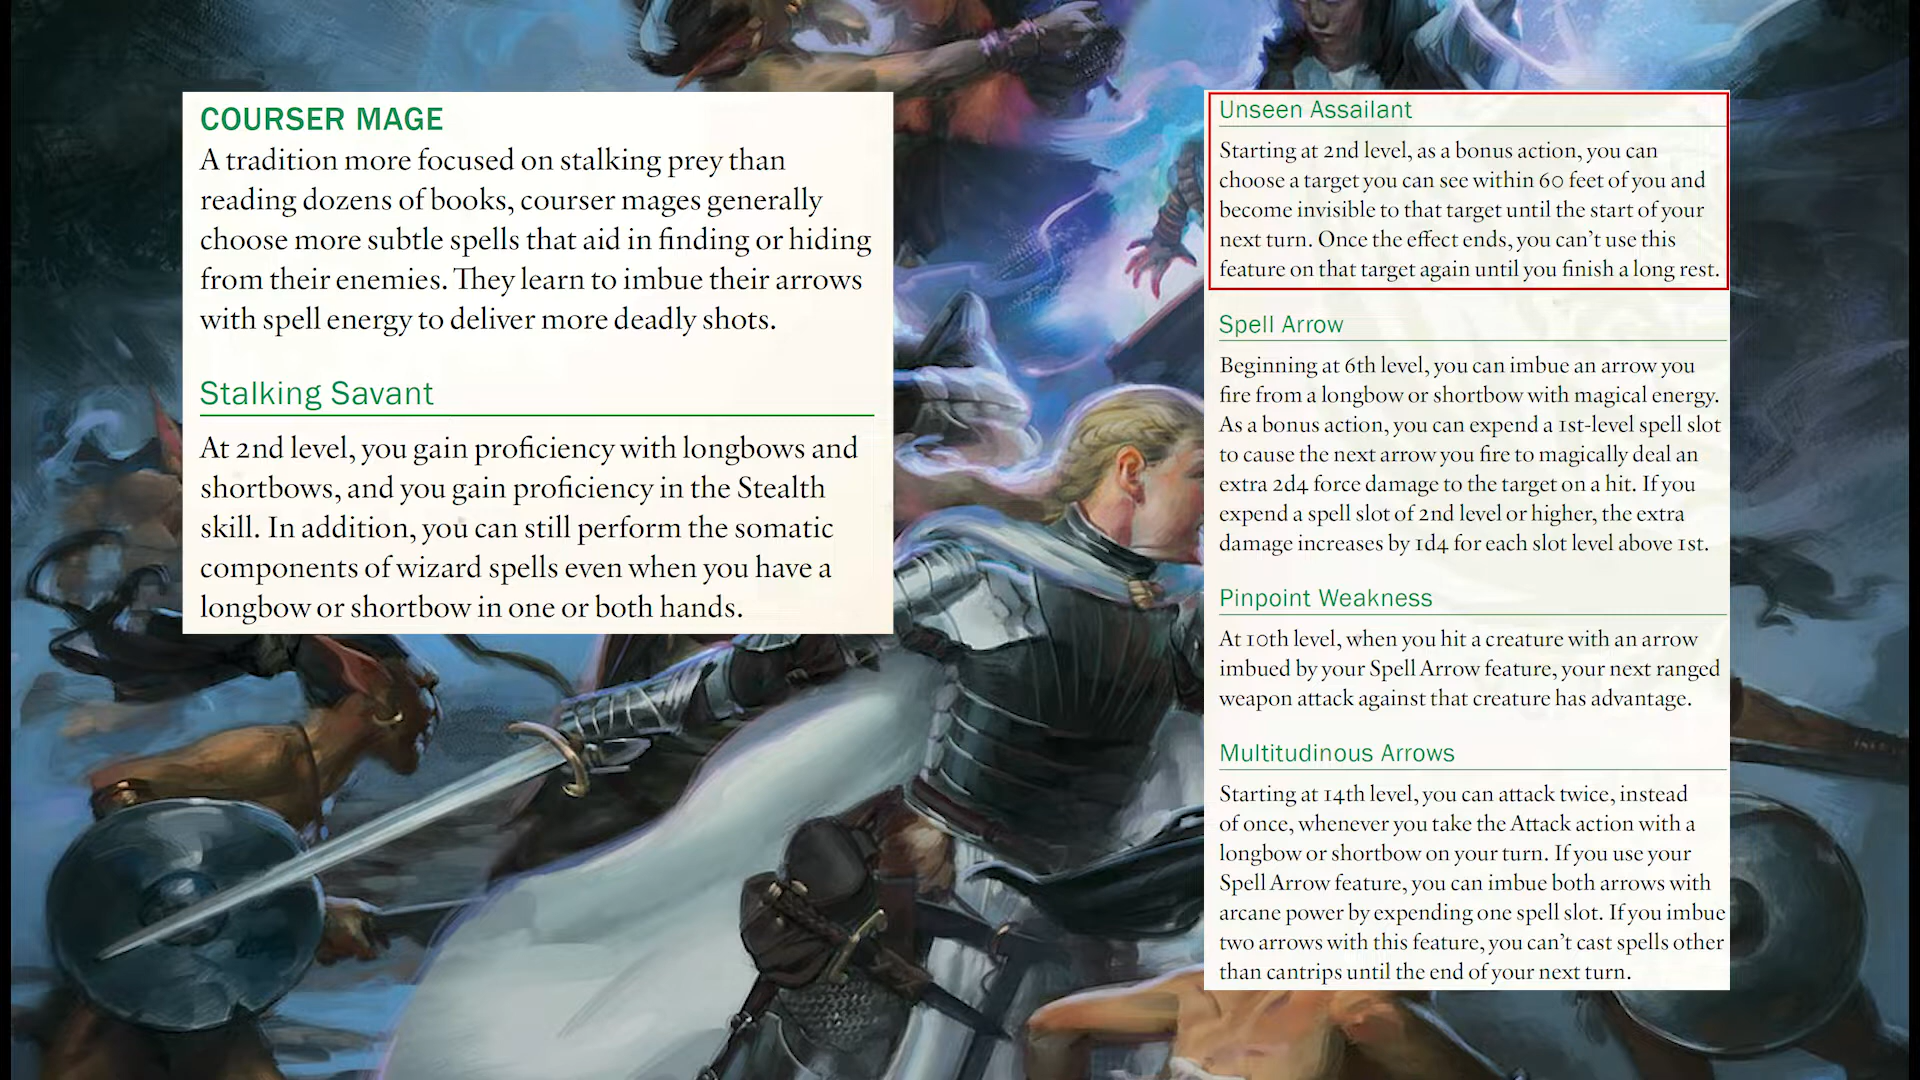 COURSER MAGE
A tradition more focused on stalking prey than
reading dozens of books, courser mages generally
choose more subtle spells that aid in finding or hiding
from their enemies. They learn to imbue their arrows
with spell energy to deliver more deadly shots.
Stalking Savant
At 2nd level, you gain proficiency with longbows and
shortbows, and you gain proficiency in the Stealth
skill. In addition, you can still perform the somatic
components of wizard spells even when you have a
longbow or shortbow in one or both hands.
Unseen Assailant
Starting at 2nd level, as a bonus action, you can
choose a target you can see within 60 feet of you and
become invisible to that target until the start of your
next turn. Once the effect ends, you can't use this
feature on that target again until you finish a long rest.
Spell Arrow
Beginning at 6th level, you can imbue an arrow you
fire from a longbow or shortbow with magical energy.
As a bonus action, you can expend a 1st-level spell slot
to cause the next arrow you fire to magically deal an
extra 2d4 force damage to the target on a hit. If you
expend a spell slot of 2nd level or higher, the extra
damage increases by 1d4 for each slot level above 1st.
Pinpoint Weakness
At 10th level, when you hit a creature with an arrow
imbued by your Spell Arrow feature, your next ranged
weapon attack against that creature has advantage.
Multitudinous Arrows
Starting at 14th level, you can attack twice, instead
of once, whenever you take the Attack action with a
longbow or shortbow on your turn. If you use your
Spell Arrow feature, you can imbue both arrows with
arcane power by expending one spell slot. If you imbue
two arrows with this feature, you can't cast spells other
than cantrips until the end of your next turn.